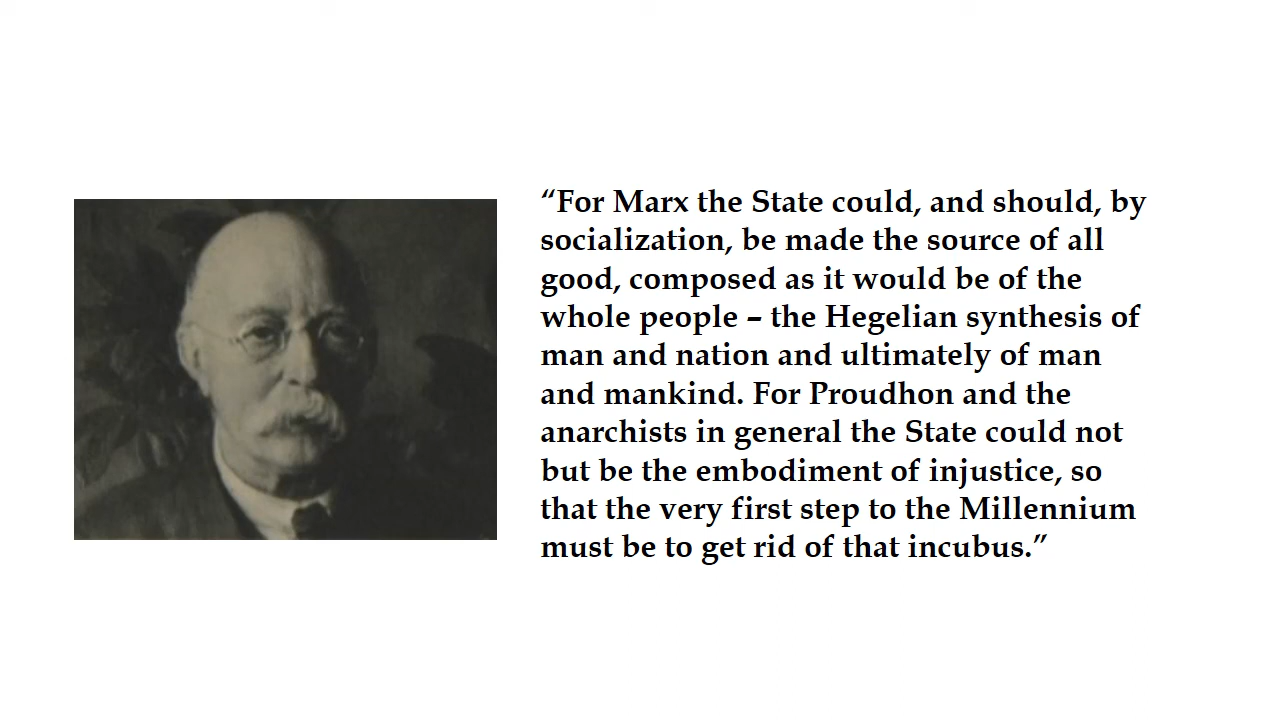 “For Marx the State could, and should, by
socialization, be made the source of all
good, composed as it would be of the
whole people – the Hegelian synthesis of
man and nation and ultimately of man
and mankind. For Proudhon and the
anarchists in general the State could not
but be the embodiment of injustice, so
that the very first step to the Millennium
must be to get rid of that incubus.”